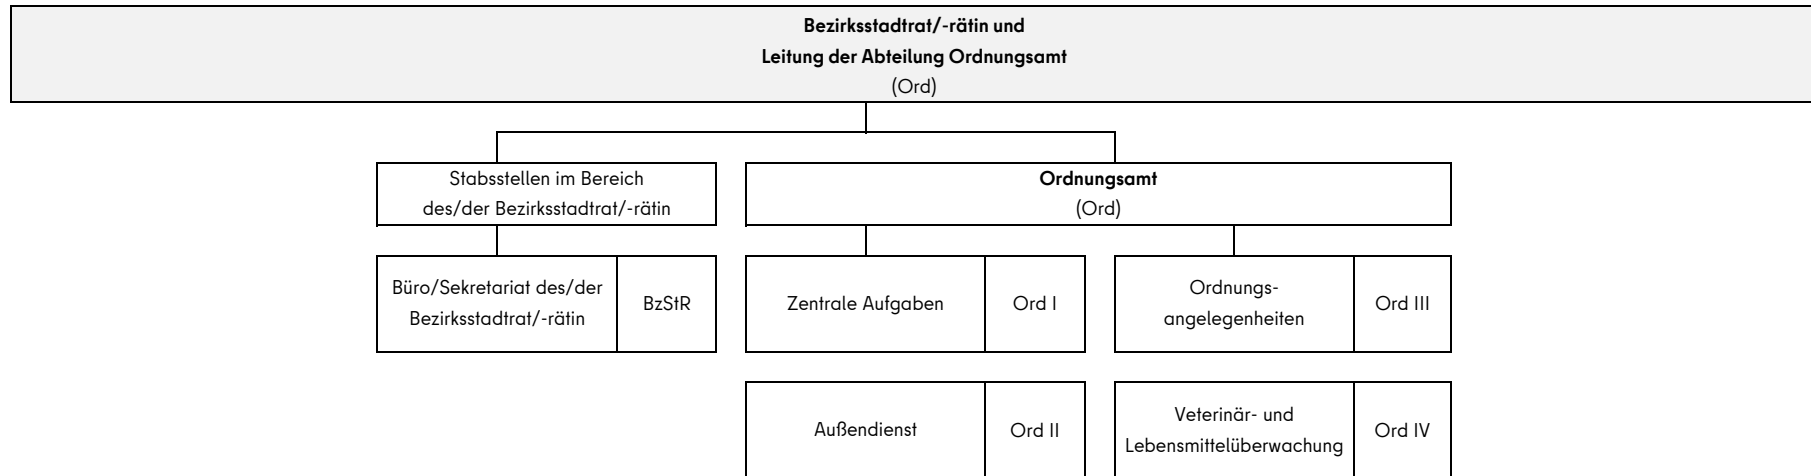 Bezirksstadtrat/-rätin und
Leitung der Abteilung Ordnungsamt
(Ord)
Stabsstellen im Bereich
des/der Bezirksstadtrat/-rätin
Ordnungsamt
(Ord)
Büro/Sekretariat des/der
Bezirksstadtrat/-rätin
BzStR
Zentrale Aufgaben
Ord I
Ordnungs-
angelegenheiten
Ord III
Außendienst
Ord II
Veterinär- und
Lebensmittelüberwachung
Ord IV